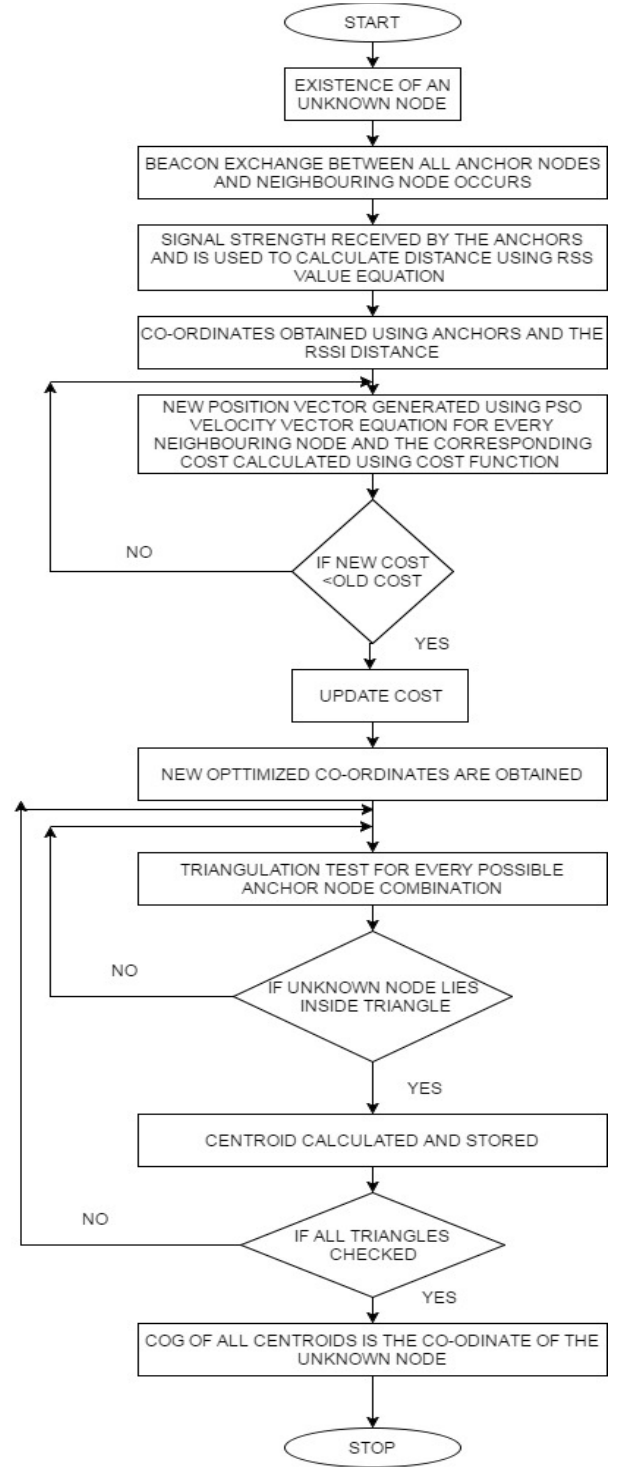 START
EXISTENCE OF AN
UNKNOWN NODE
BEACON EXCHANGE BETWEEN ALL ANCHOR NODES
AND NEIGHBOURING NODE OCCURS
SIGNAL STRENGTH RECEIVED BY THE ANCHORS
AND IS USED TO CALCULATE DISTANCE USING RSS
VALUE EQUATION
CO-ORDINATES OBTAINED USING ANCHORS AND THE
RSSI DISTANCE
NEW POSITION VECTOR GENERATED USING PSO
VELOCITY VECTOR EQUATION FOR EVERY
NEIGHBOURING NODE AND THE CORRESPONDING
COST CALCULATED USING COST FUNCTION
NO
IF NEW COST
<OLD COST
YES
UPDATE COST
NEW OPTTIMIZED CO-ORDINATES ARE OBTAINED
TRIANGULATION TEST FOR EVERY POSSIBLE
ANCHOR NODE COMBINATION
NO
IF UNKNOWN NODE LIES
INSIDE TRIANGLE
YES
CENTROID CALCULATED AND STORED
NO
IF ALL TRIANGLES
CHECKED
YES
COG OF ALL CENTROIDS IS THE CO-ODINATE OF THE
UNKNOWN NODE
STOP